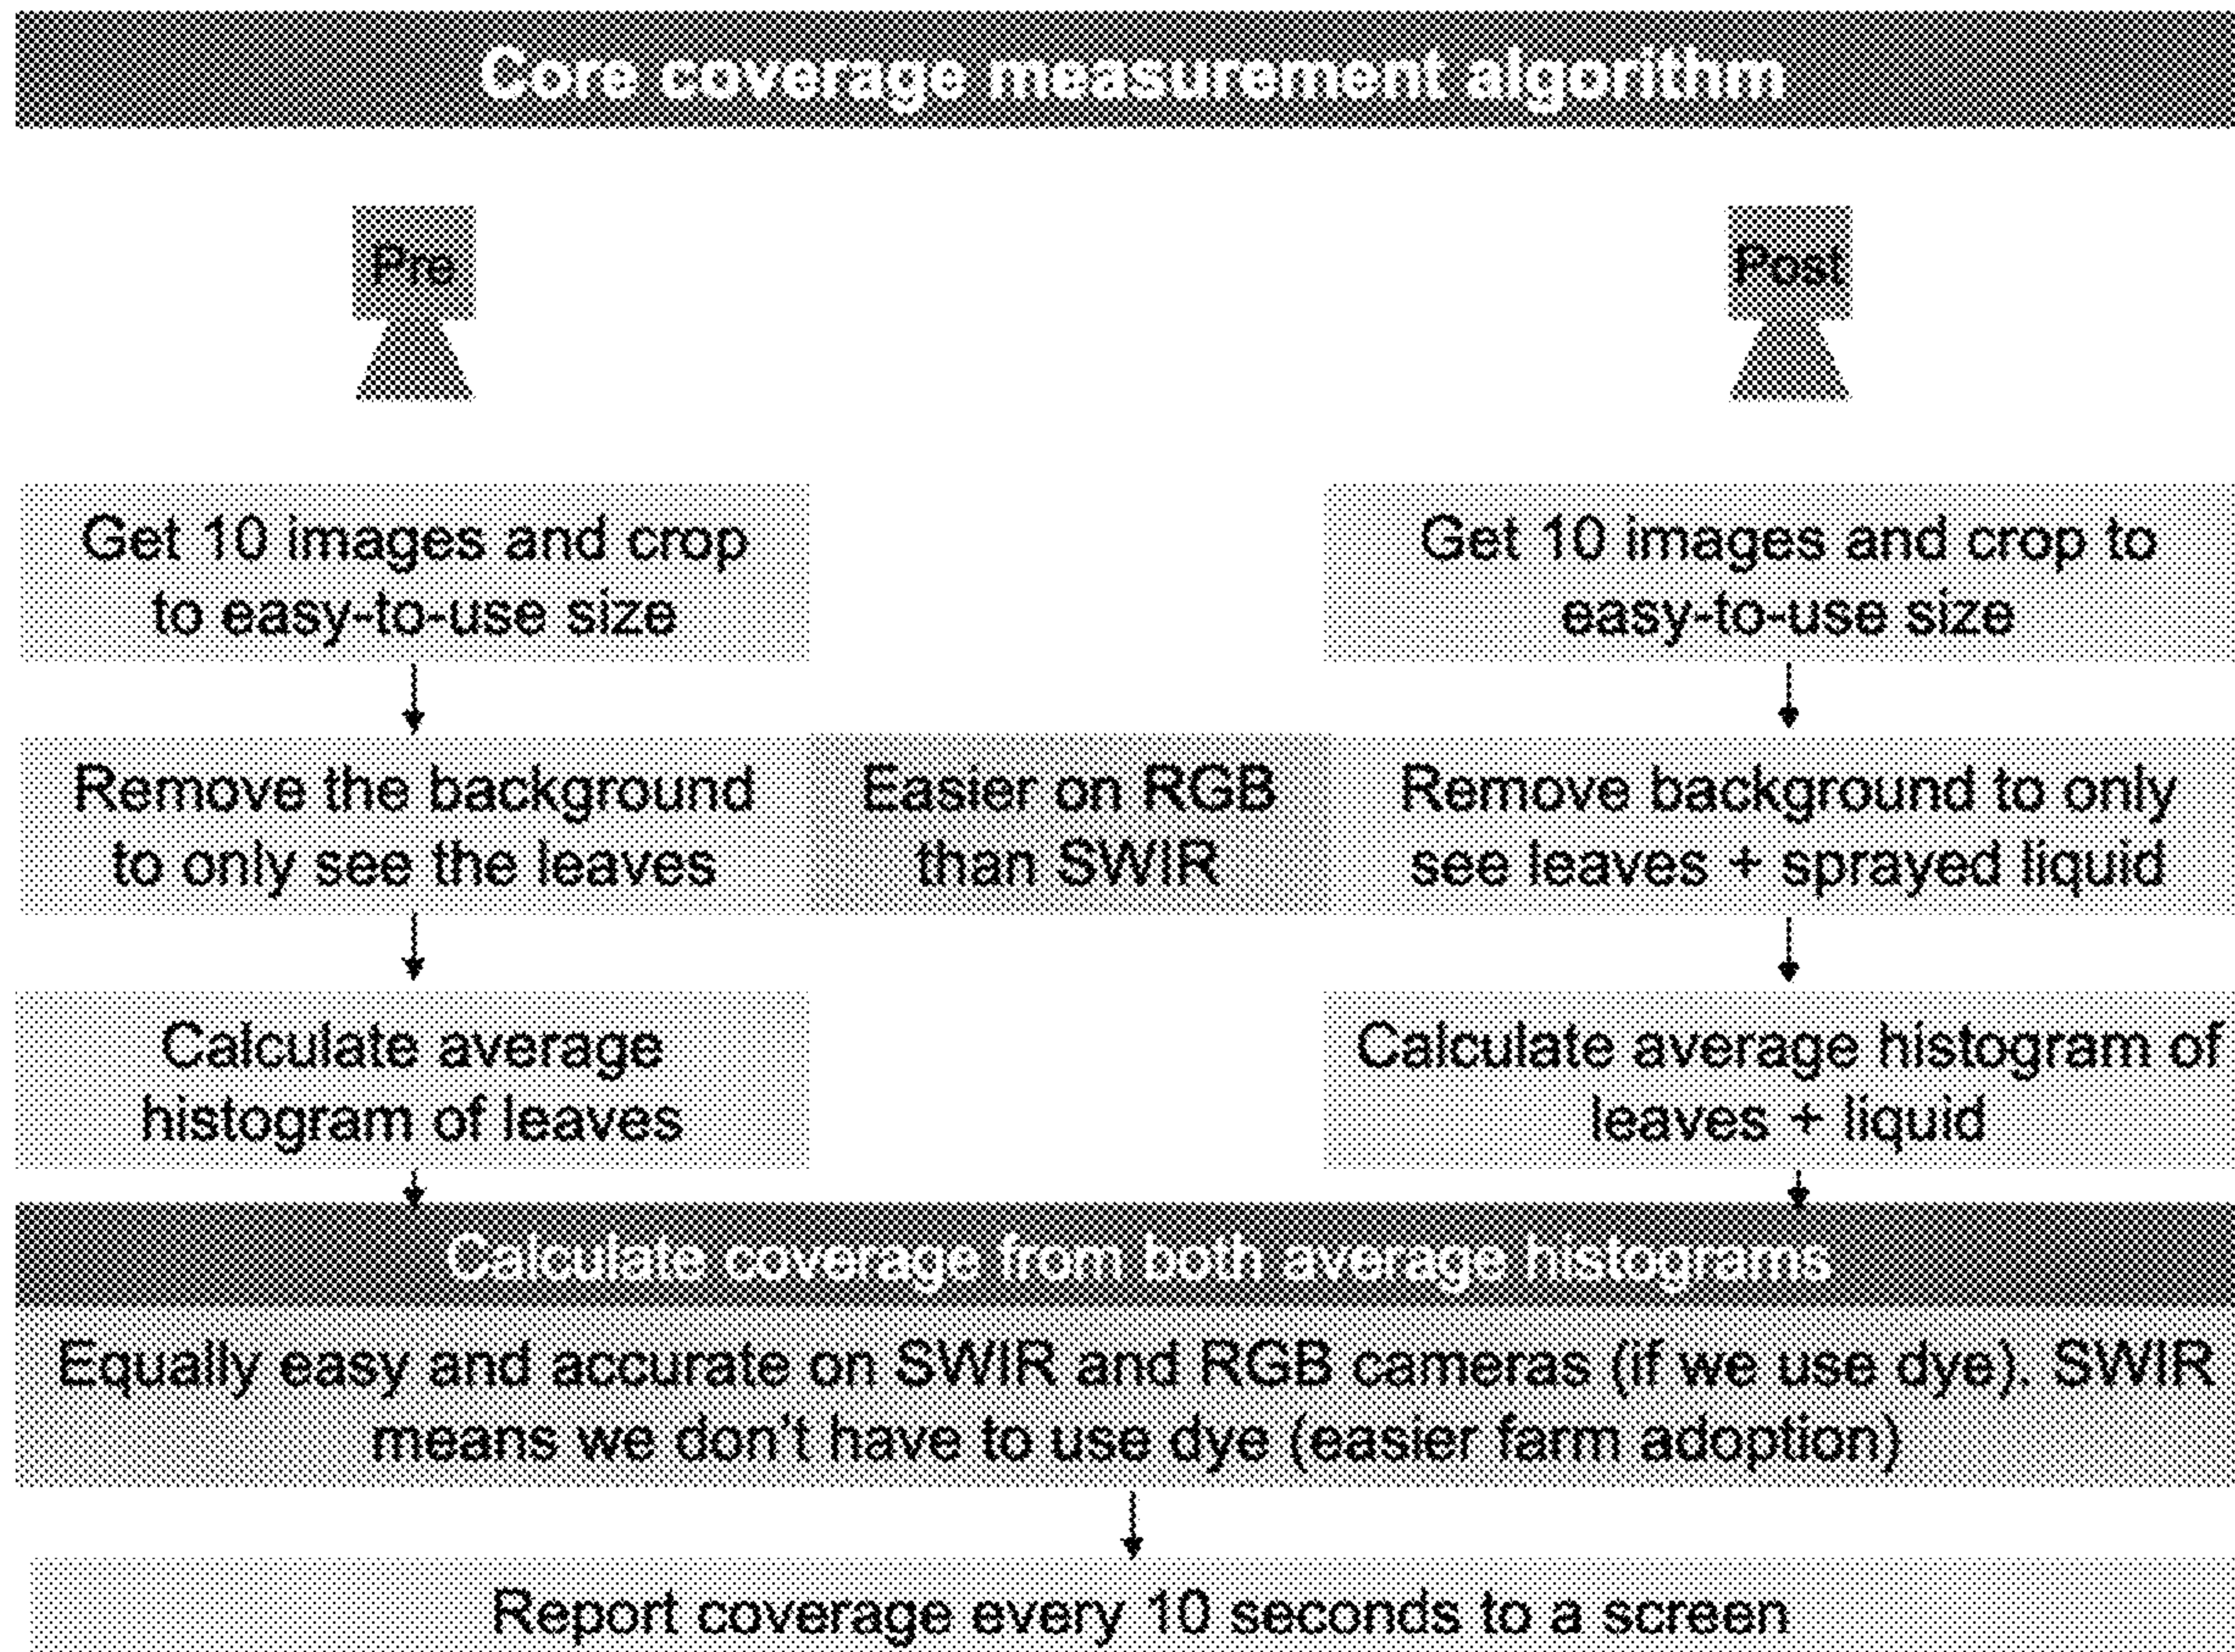 Core coverage measurement algorithm
Pre
Post
Get 10 images and crop
to easy-to-use size
Get 10 images and crop to
easy-to-use size
Remove the background
to only see the leaves
Easier on RGB
than SWIR
Remove background to only
see leaves + sprayed liquid
Calculate average
histogram of leaves
Calculate average histogram of
leaves + liquid
Calculate coverage from both average histograms
Equally easy and accurate on SWIR and RGB cameras (if we use dye). SWIR
means we don't have to use dye (easier farm adoption)
Report coverage every 10 seconds to a screen